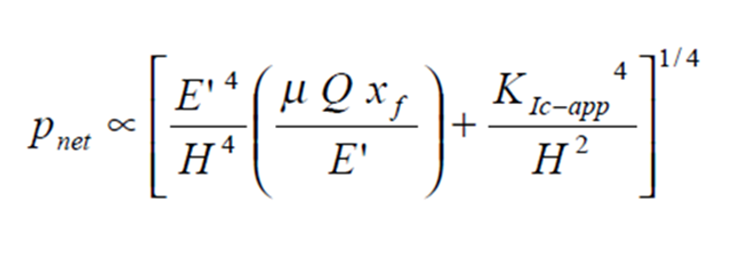 p_net ∝ [ E'^4 / H^4 ( μ Q x_f / E' ) + K_Ic-app^4 / H^2 ]^1/4